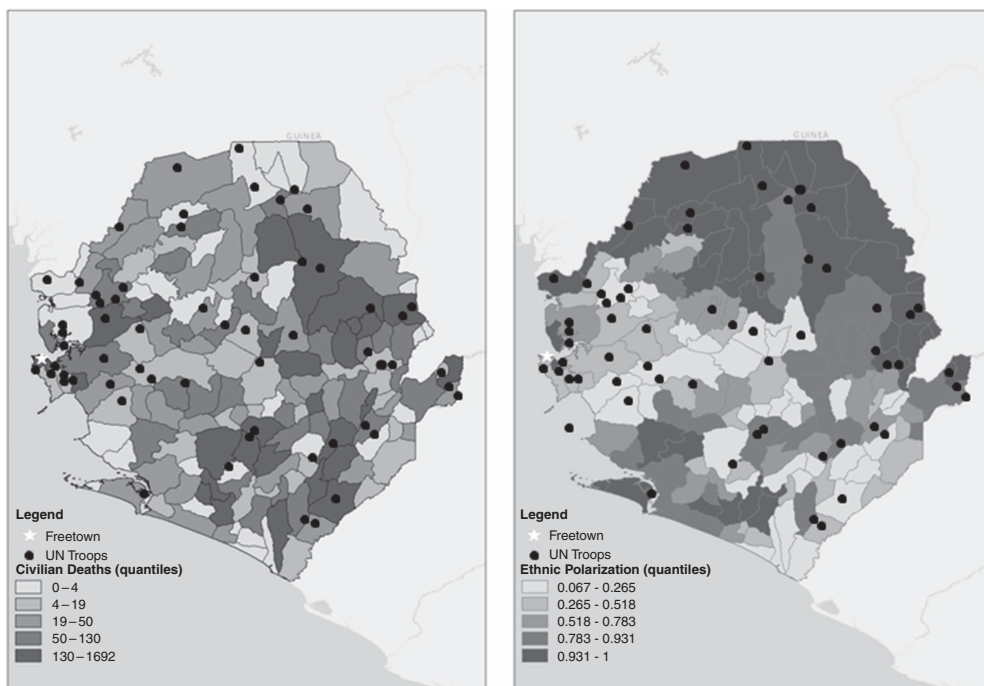 GUINEA
Legend
Freetown
UN Troops
Civilian Deaths (quantiles)
0–4
4–19
19–50
50–130
130–1692
GUINEA
Legend
Freetown
UN Troops
Ethnic Polarization (quantiles)
0.067 - 0.265
0.265 - 0.518
0.518 - 0.783
0.783 - 0.931
0.931 - 1